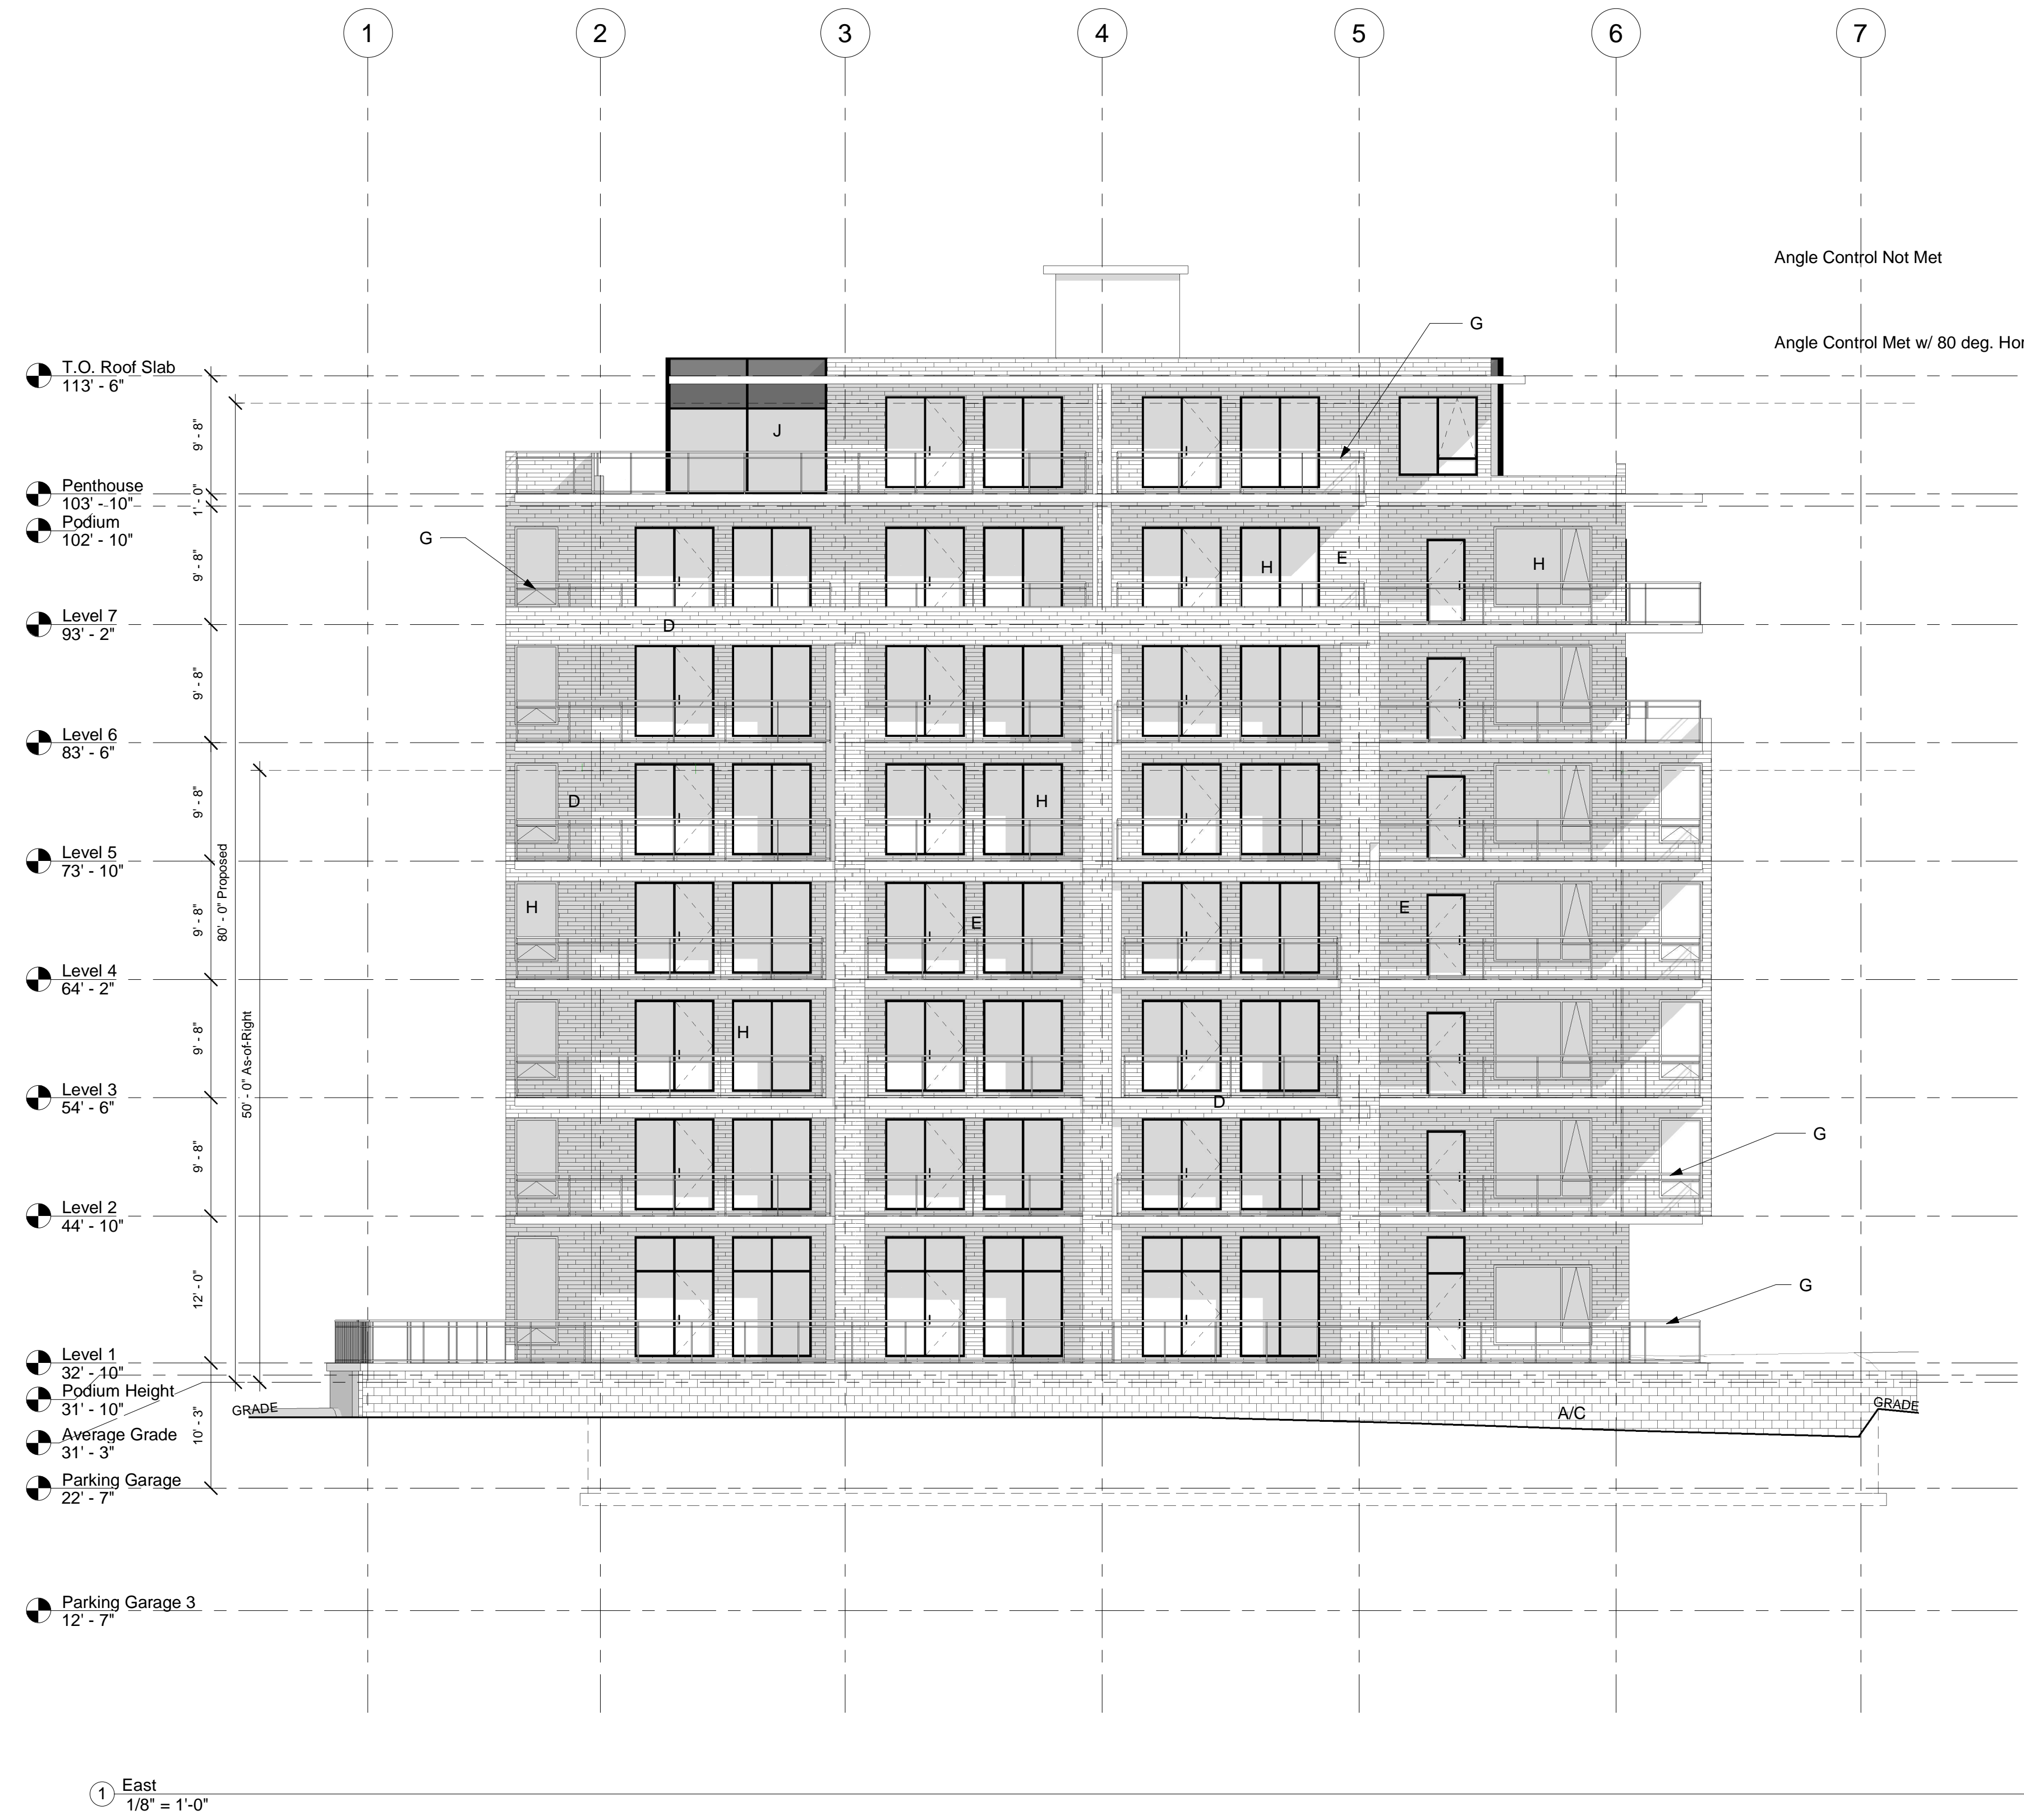 1 2 3 4 5 6 7
Angle Control Not Met
G
Angle Control Met w/ 80 deg. Hor
T.O. Roof Slab
113' - 6"
9' - 8"
J
Penthouse
103' - 10"
1' - 0"
Podium
102' - 10"
G
E
H
H
9' - 8"
Level 7
93' - 2"
D
9' - 8"
Level 6
83' - 6"
D
H
9' - 8"
Level 5
73' - 10"
80' - 0" Proposed
H
E
E
9' - 8"
Level 4
64' - 2"
H
9' - 8"
50' - 0" As-of-Right
Level 3
54' - 6"
D
G
9' - 8"
Level 2
44' - 10"
G
12' - 0"
Level 1
32' - 10"
Podium Height
31' - 10"
GRADE
GRADE
A/C
10' - 3"
Average Grade
31' - 3"
Parking Garage
22' - 7"
Parking Garage 3
12' - 7"
1 East
1/8" = 1'-0"